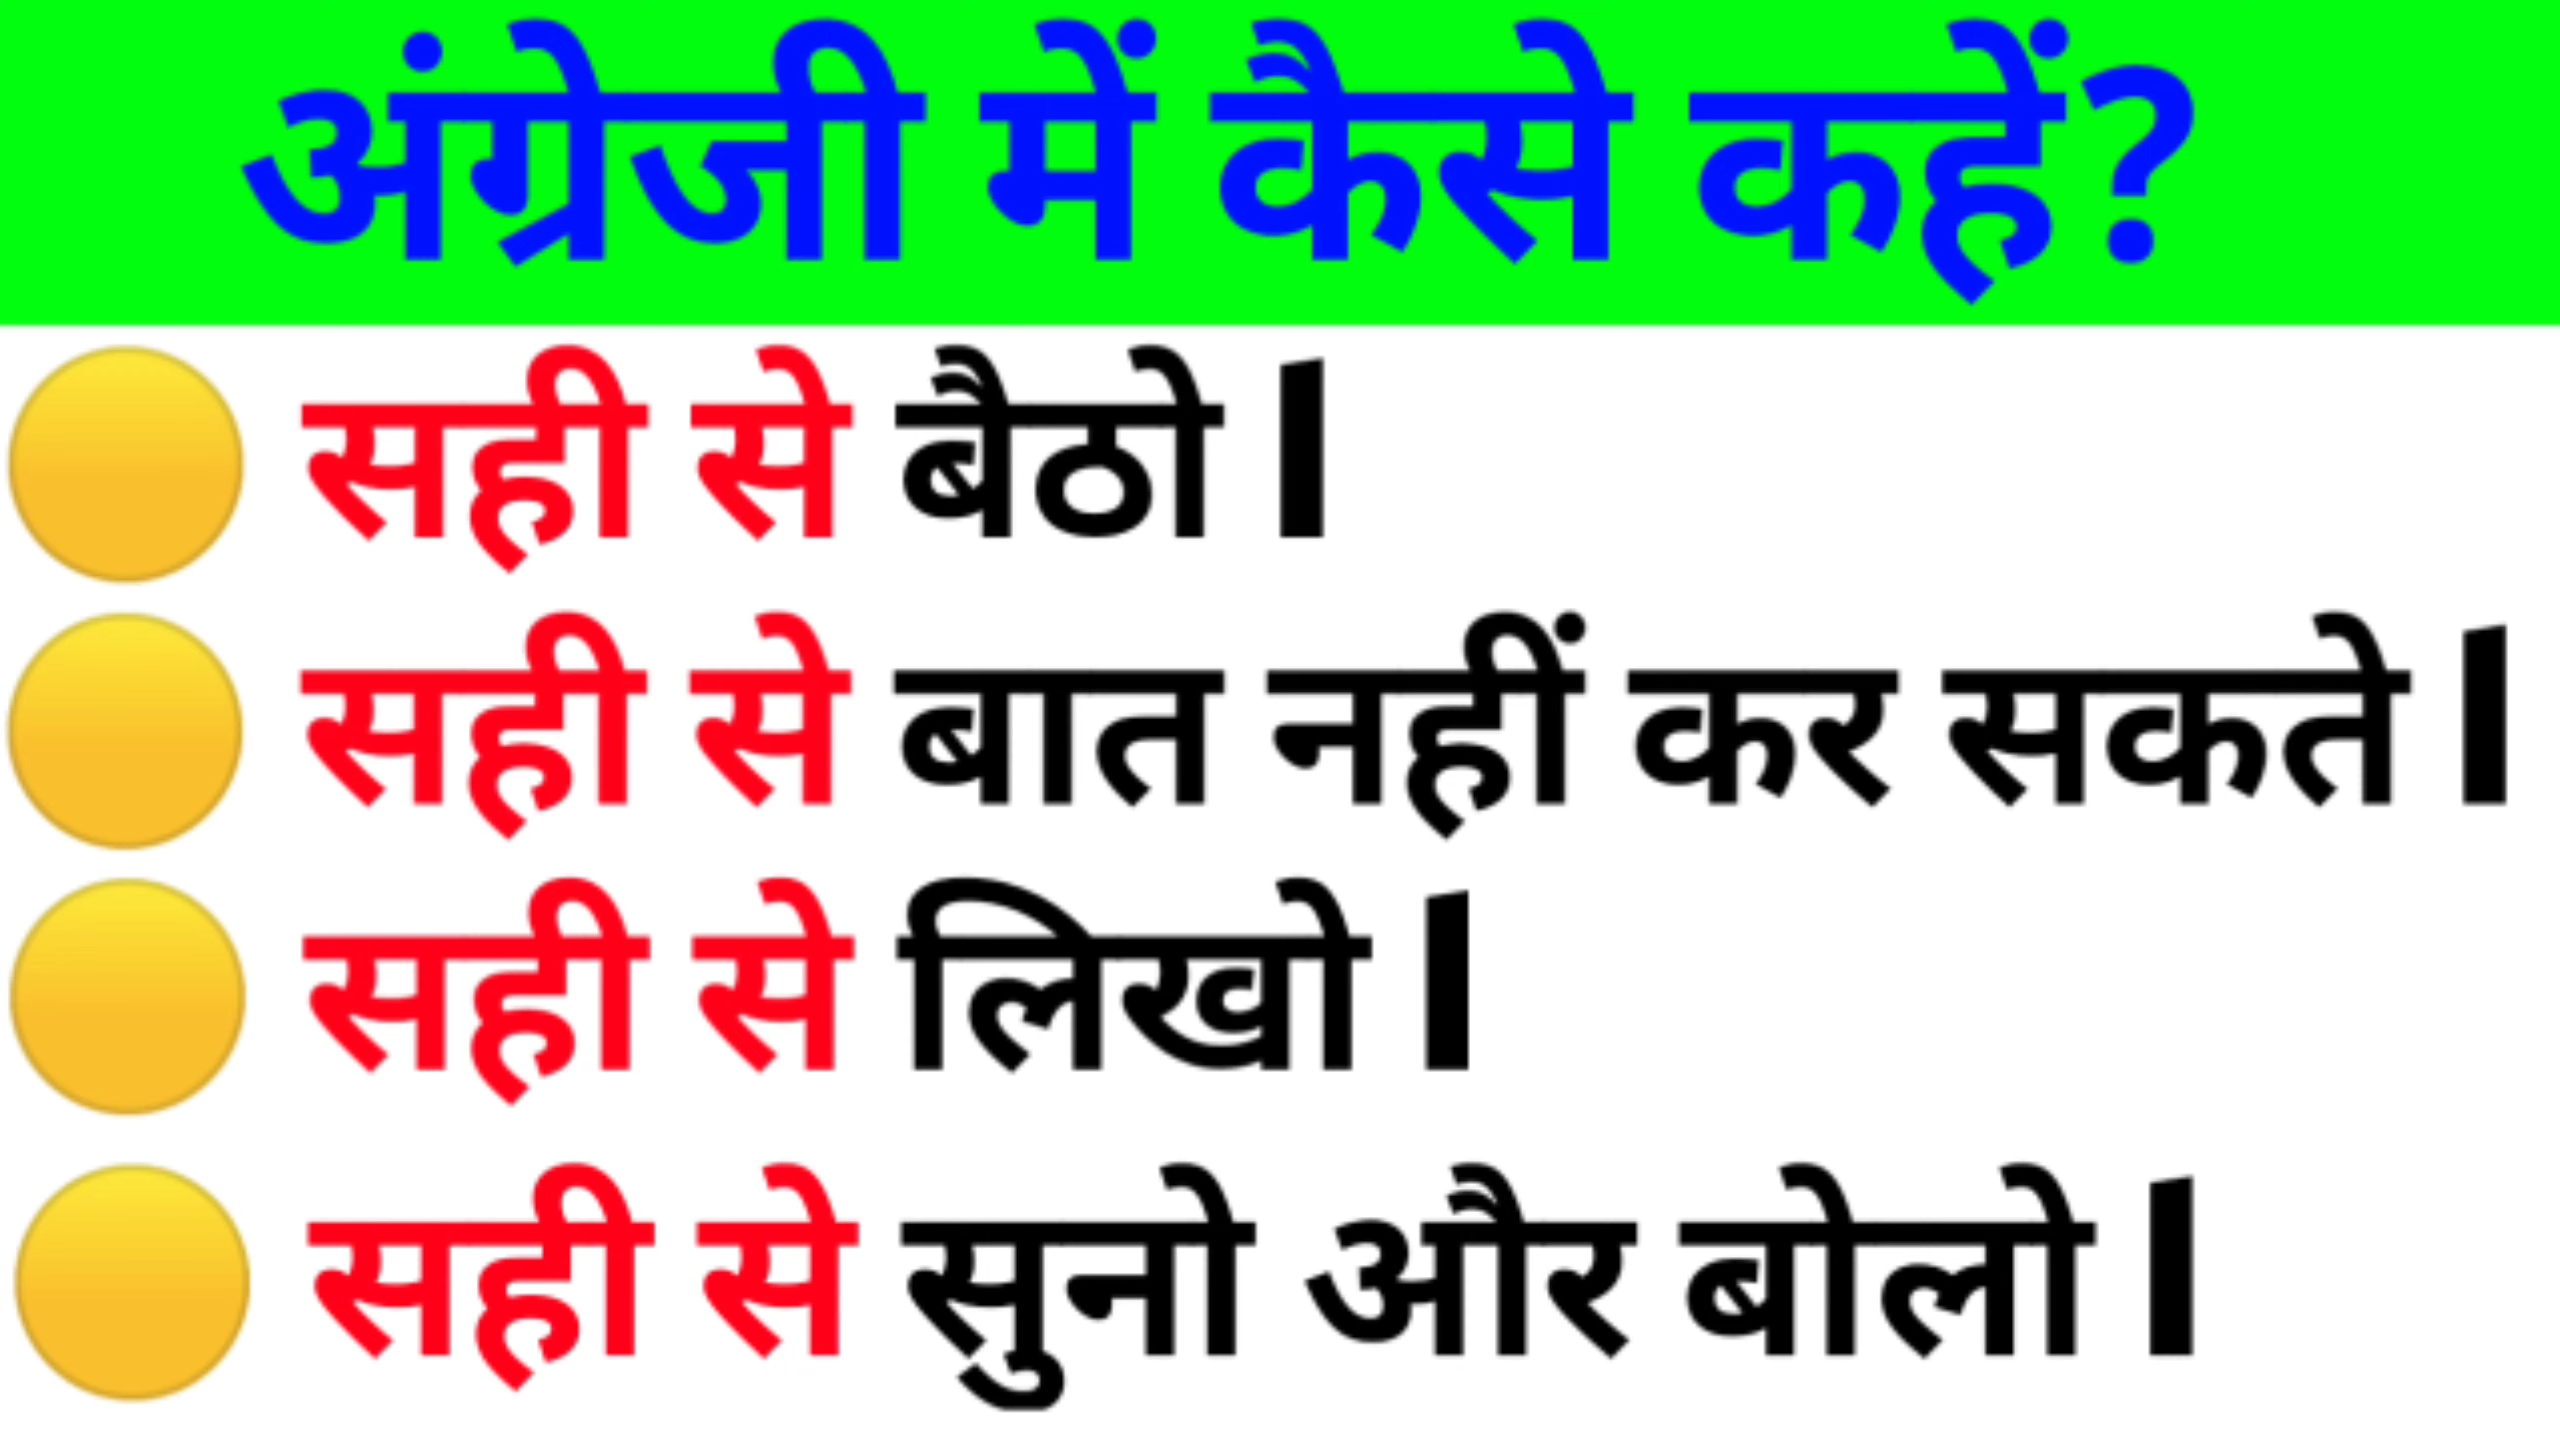 अंग्रेजी में कैसे कहें?
सही से बैठो ।
सही से बात नहीं कर सकते ।
सही से लिखो ।
सही से सुनो और बोलो ।